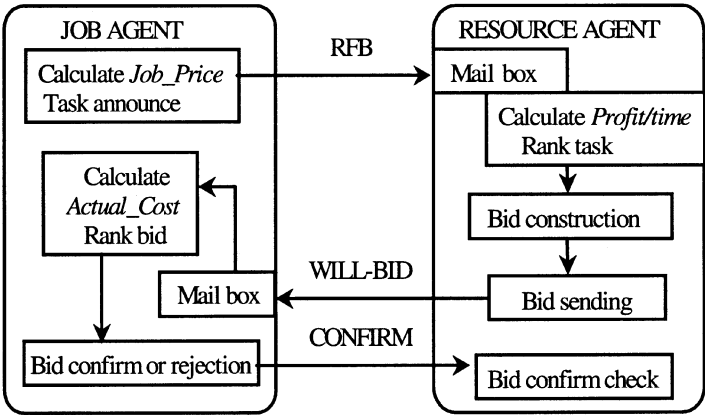 JOB AGENT
Calculate Job_Price
Task announce
RFB
RESOURCE AGENT
Mail box
Calculate Profit/time
Rank task
Bid construction
Bid sending
WILL-BID
Mail box
Calculate
Actual_Cost
Rank bid
Bid confirm or rejection
CONFIRM
Bid confirm check